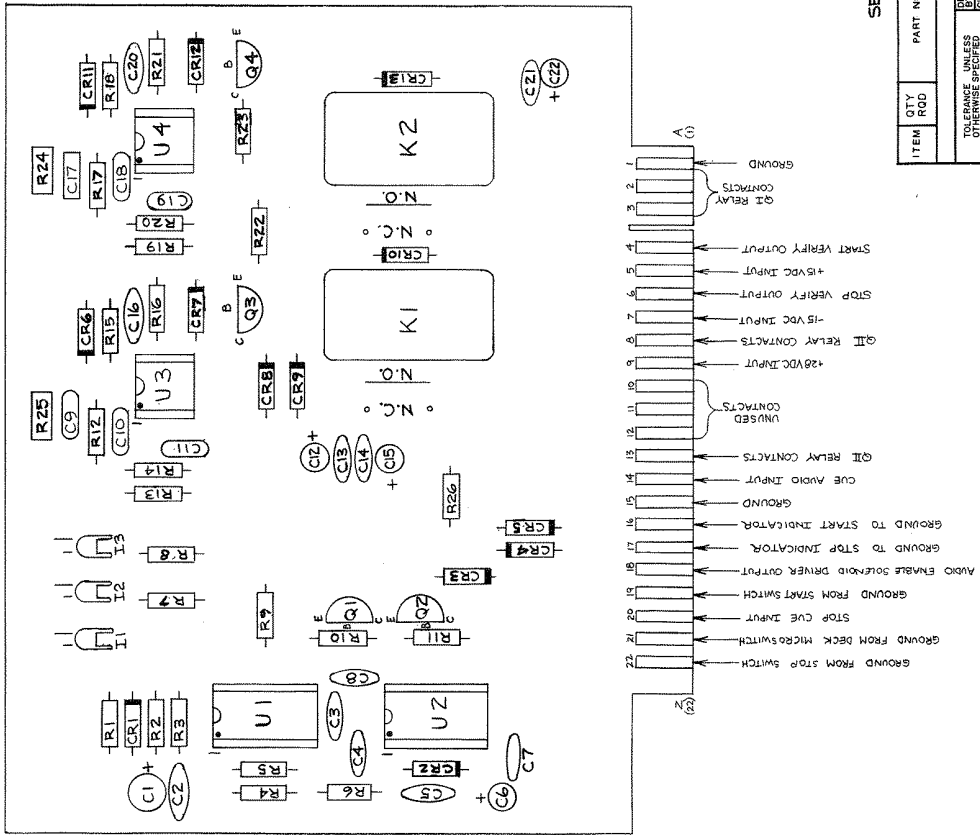 CR11
R18
C20
R21
CR12
E
B
C
Q4
R24
C17
R17
C18
1
U4
R23
C19
R20
R19
K2
CR13
C21
+
C22
N.O.
N.C.
CR10
R22
CR6
R15
C16
R16
CR7
E
B
C
Q3
R25
C9
R12
C10
1
U3
C11
R14
R13
CR8
CR9
K1
N.O.
N.C.
C12
+
C13
C14
C15
+
R26
CR5
CR4
CR3
I3
I2
I1
R8
R7
R9
E
Q1
B
C
R10
E
Q2
B
C
R11
R1
CR1
R2
R3
C1
+
C2
1
U1
R5
R4
C8
C3
C4
R6
1
U2
CR2
C5
+
C6
C7
A
(1)
1
GROUND
2
3
QI RELAY
CONTACTS
4
START VERIFY OUTPUT
5
+15VDC INPUT
6
STOP VERIFY OUTPUT
7
-15 VDC INPUT
8
QII RELAY CONTACTS
9
+28VDC INPUT
10
11
12
UNUSED
CONTACTS
13
QII RELAY CONTACTS
14
CUE AUDIO INPUT
15
GROUND
16
GROUND TO START INDICATOR
17
GROUND TO STOP INDICATOR
18
AUDIO ENABLE SOLENOID DRIVER OUTPUT
19
GROUND FROM START SWITCH
20
STOP CUE INPUT
21
GROUND FROM DECK MICROSWITCH
22
GROUND FROM STOP SWITCH
Z
(22)
SE
ITEM
QTY
RQD
PART N
TOLERANCE UNLESS
OTHERWISE SPECIFIED